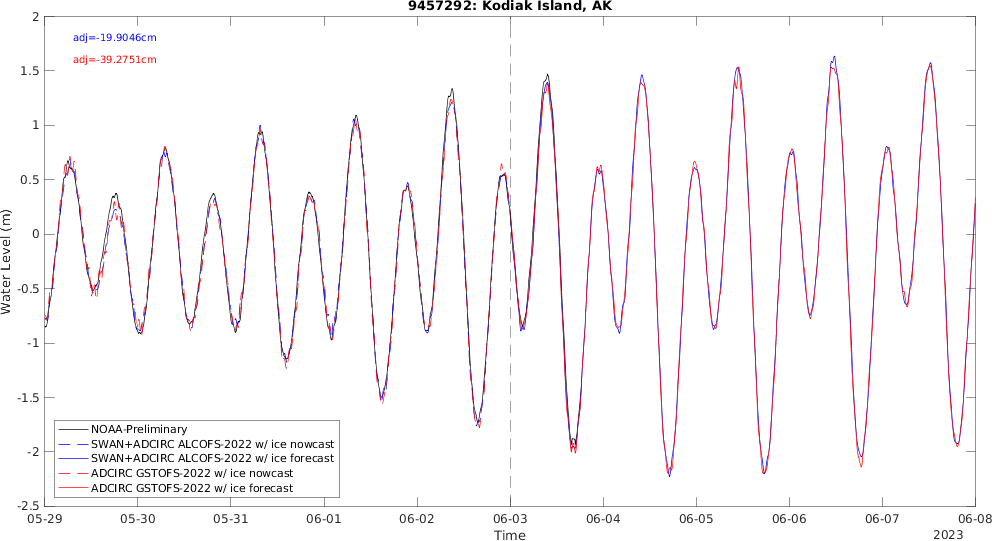 9457292: Kodiak Island, AK
adj=-19.9046cm
adj=-39.2751cm
Water Level (m)
2
1.5
1
0.5
0
-0.5
-1
-1.5
-2
-2.5
NOAA-Preliminary
SWAN+ADCIRC ALCOFS-2022 w/ ice nowcast
SWAN+ADCIRC ALCOFS-2022 w/ ice forecast
ADCIRC GSTOFS-2022 w/ ice nowcast
ADCIRC GSTOFS-2022 w/ ice forecast
05-29 05-30 05-31 06-01 06-02 06-03 06-04 06-05 06-06 06-07 06-08
Time
2023